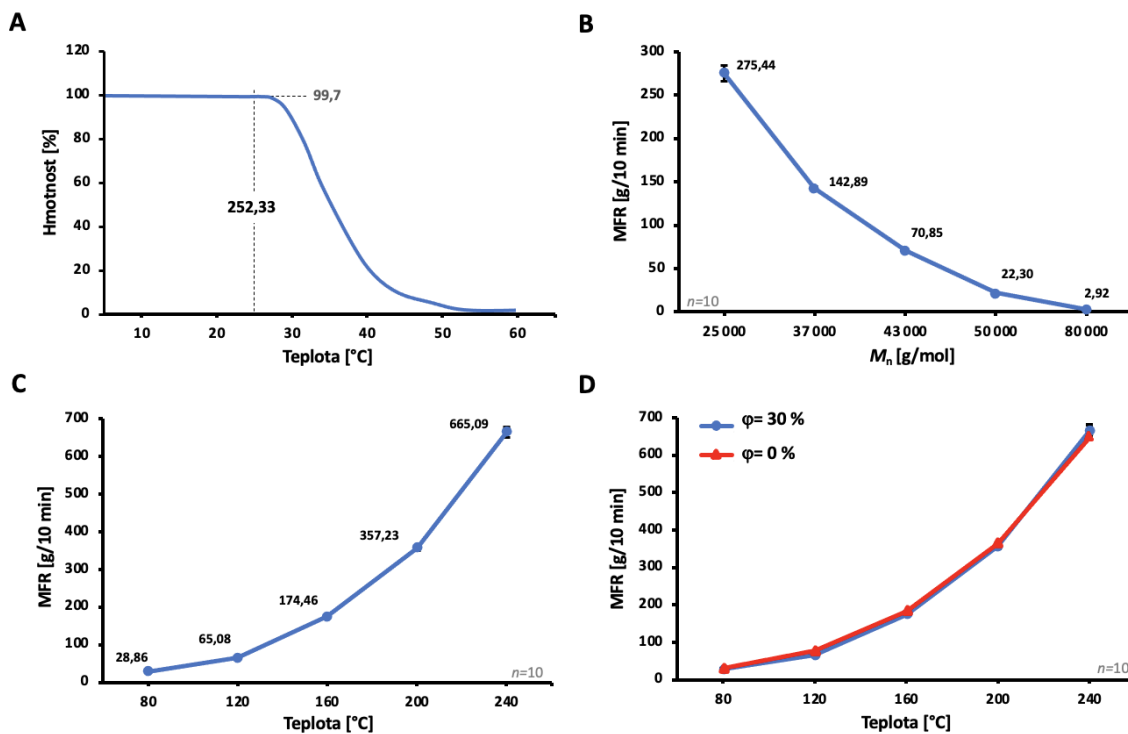 A
Hmotnost [%]
120
100
80
60
40
20
0
99,7
252,33
10 20 30 40 50 60
Teplota [°C]
B
MFR [g/10 min]
300
250
200
150
100
50
0
275,44
142,89
70,85
22,30
2,92
n=10
25 000 37 000 43 000 50 000 80 000
Mn [g/mol]
C
MFR [g/10 min]
700
600
500
400
300
200
100
0
28,86
65,08
174,46
357,23
665,09
n=10
80 120 160 200 240
Teplota [°C]
D
MFR [g/10 min]
700
600
500
400
300
200
100
0
φ= 30 %
φ= 0 %
n=10
80 120 160 200 240
Teplota [°C]